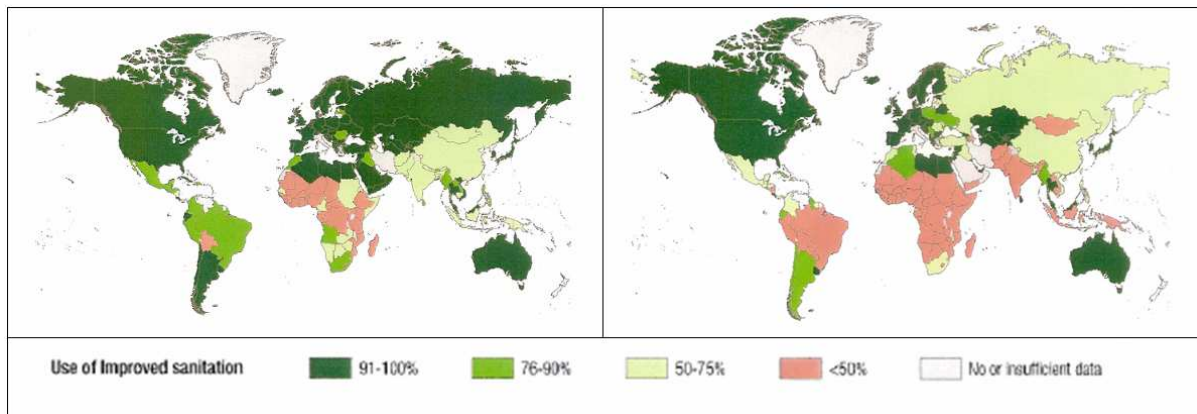 Use of Improved sanitation 91-100% 76-90% 50-75% <50% No or insufficient data